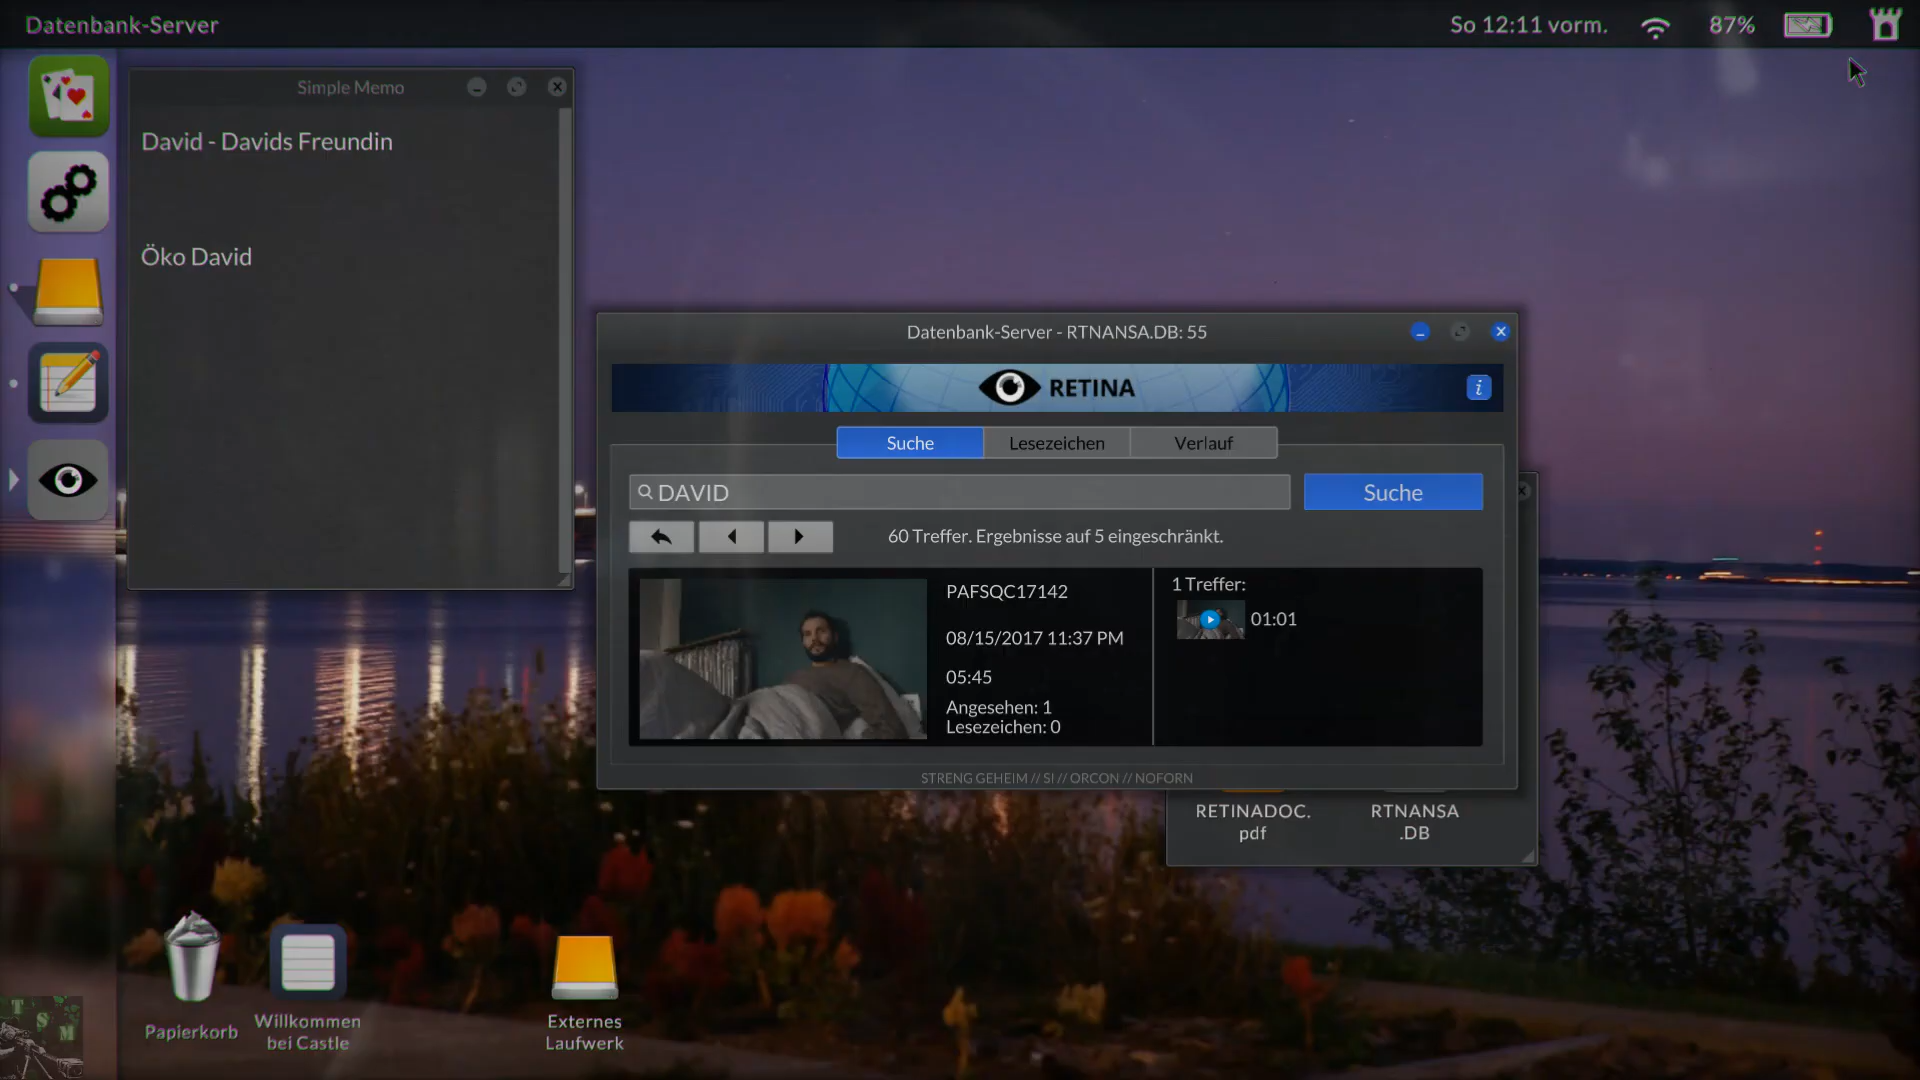 Datenbank-Server
So 12:11 vorm.
87%
Simple Memo
David - Davids Freundin
Öko David
Datenbank-Server - RTNANSA.DB: 55
RETINA
i
Suche
Lesezeichen
Verlauf
DAVID
Suche
60 Treffer. Ergebnisse auf 5 eingeschränkt.
PAFSQC17142
08/15/2017 11:37 PM
05:45
Angesehen: 1
Lesezeichen: 0
1 Treffer:
01:01
STRENG GEHEIM // SI // ORCON // NOFORN
RETINADOC.
pdf
RTNANSA
.DB
Papierkorb
Willkommen
bei Castle
Externes
Laufwerk
TSM